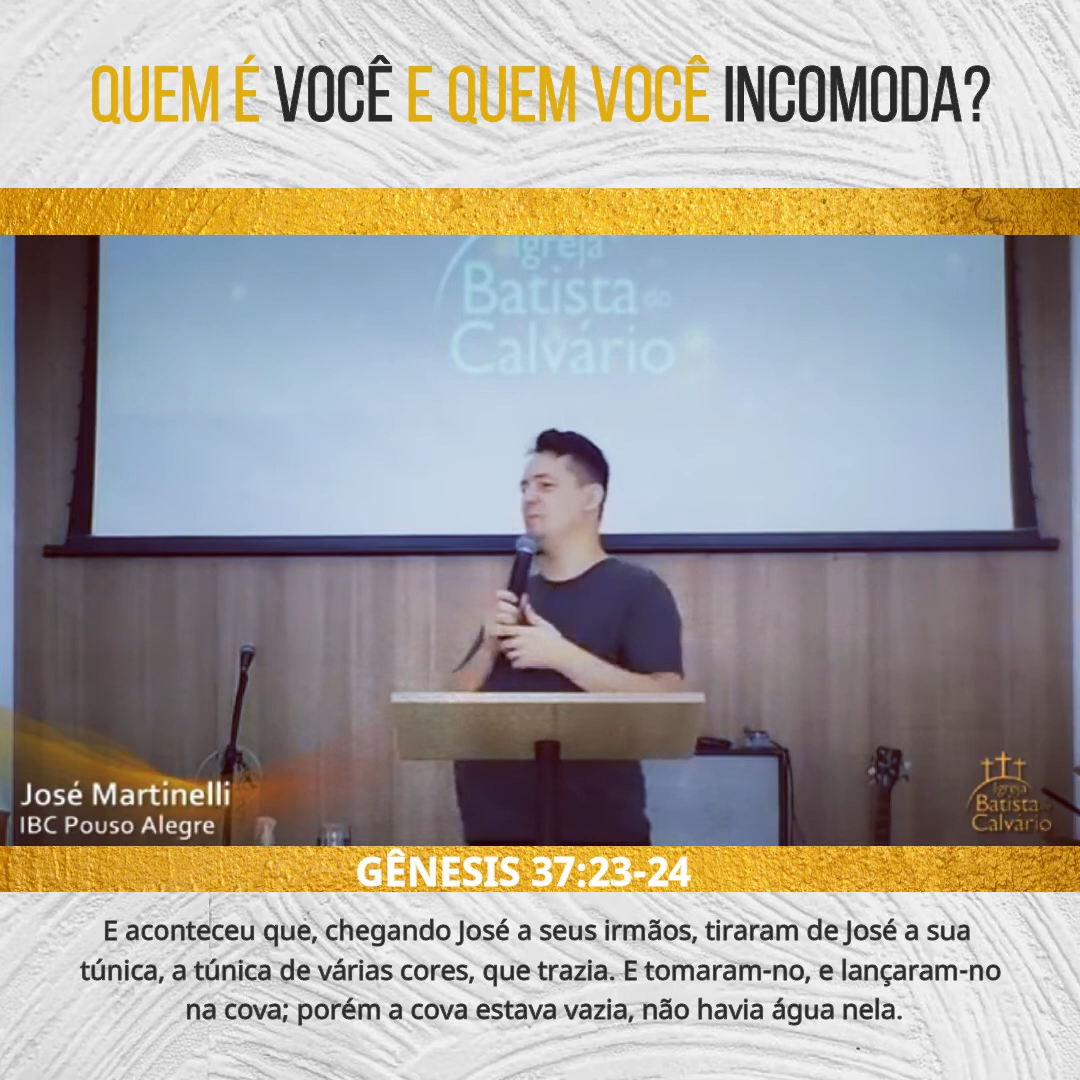 QUEM É VOCÊ E QUEM VOCÊ INCOMODA?
Igreja
Batista do
Calvário
José Martinelli
IBC Pouso Alegre
Igreja
Batista do
Calvário
GÊNESIS 37:23-24
E aconteceu que, chegando José a seus irmãos, tiraram de José a sua
túnica, a túnica de várias cores, que trazia. E tomaram-no, e lançaram-no
na cova; porém a cova estava vazia, não havia água nela.